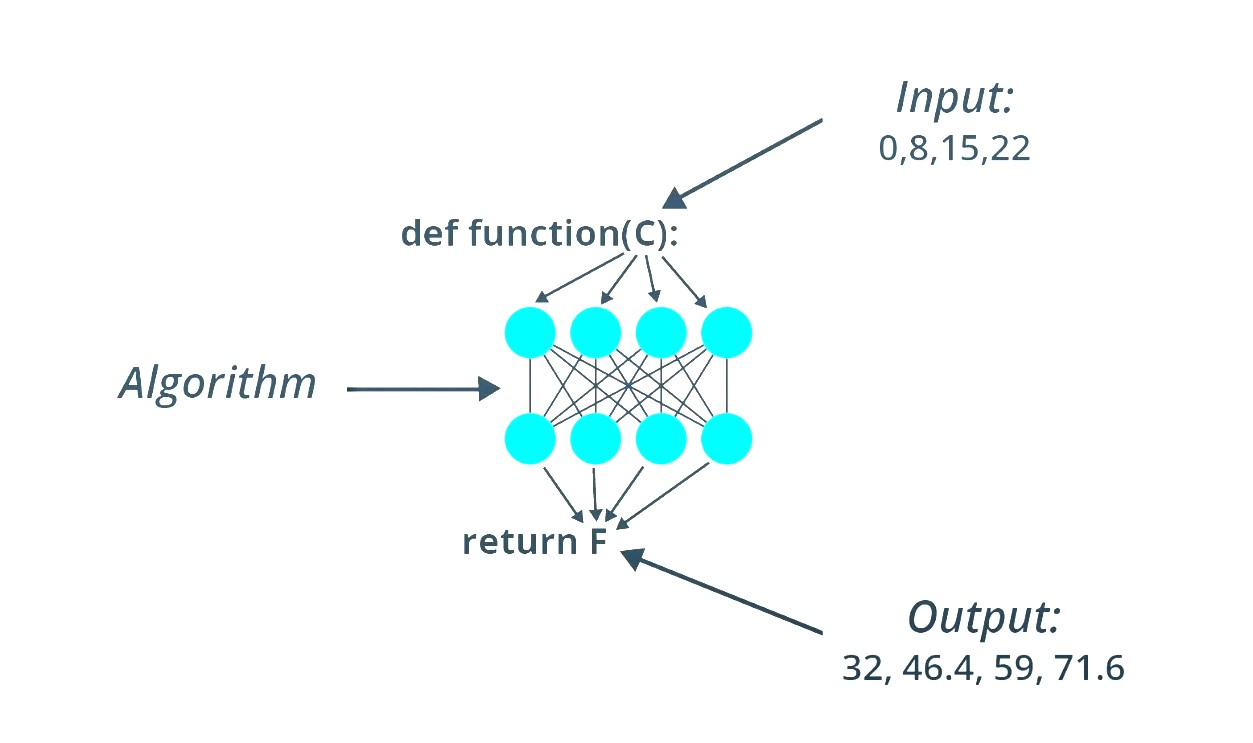 Input:
0,8,15,22
def function(C):
Algorithm
return F
Output:
32, 46.4, 59, 71.6